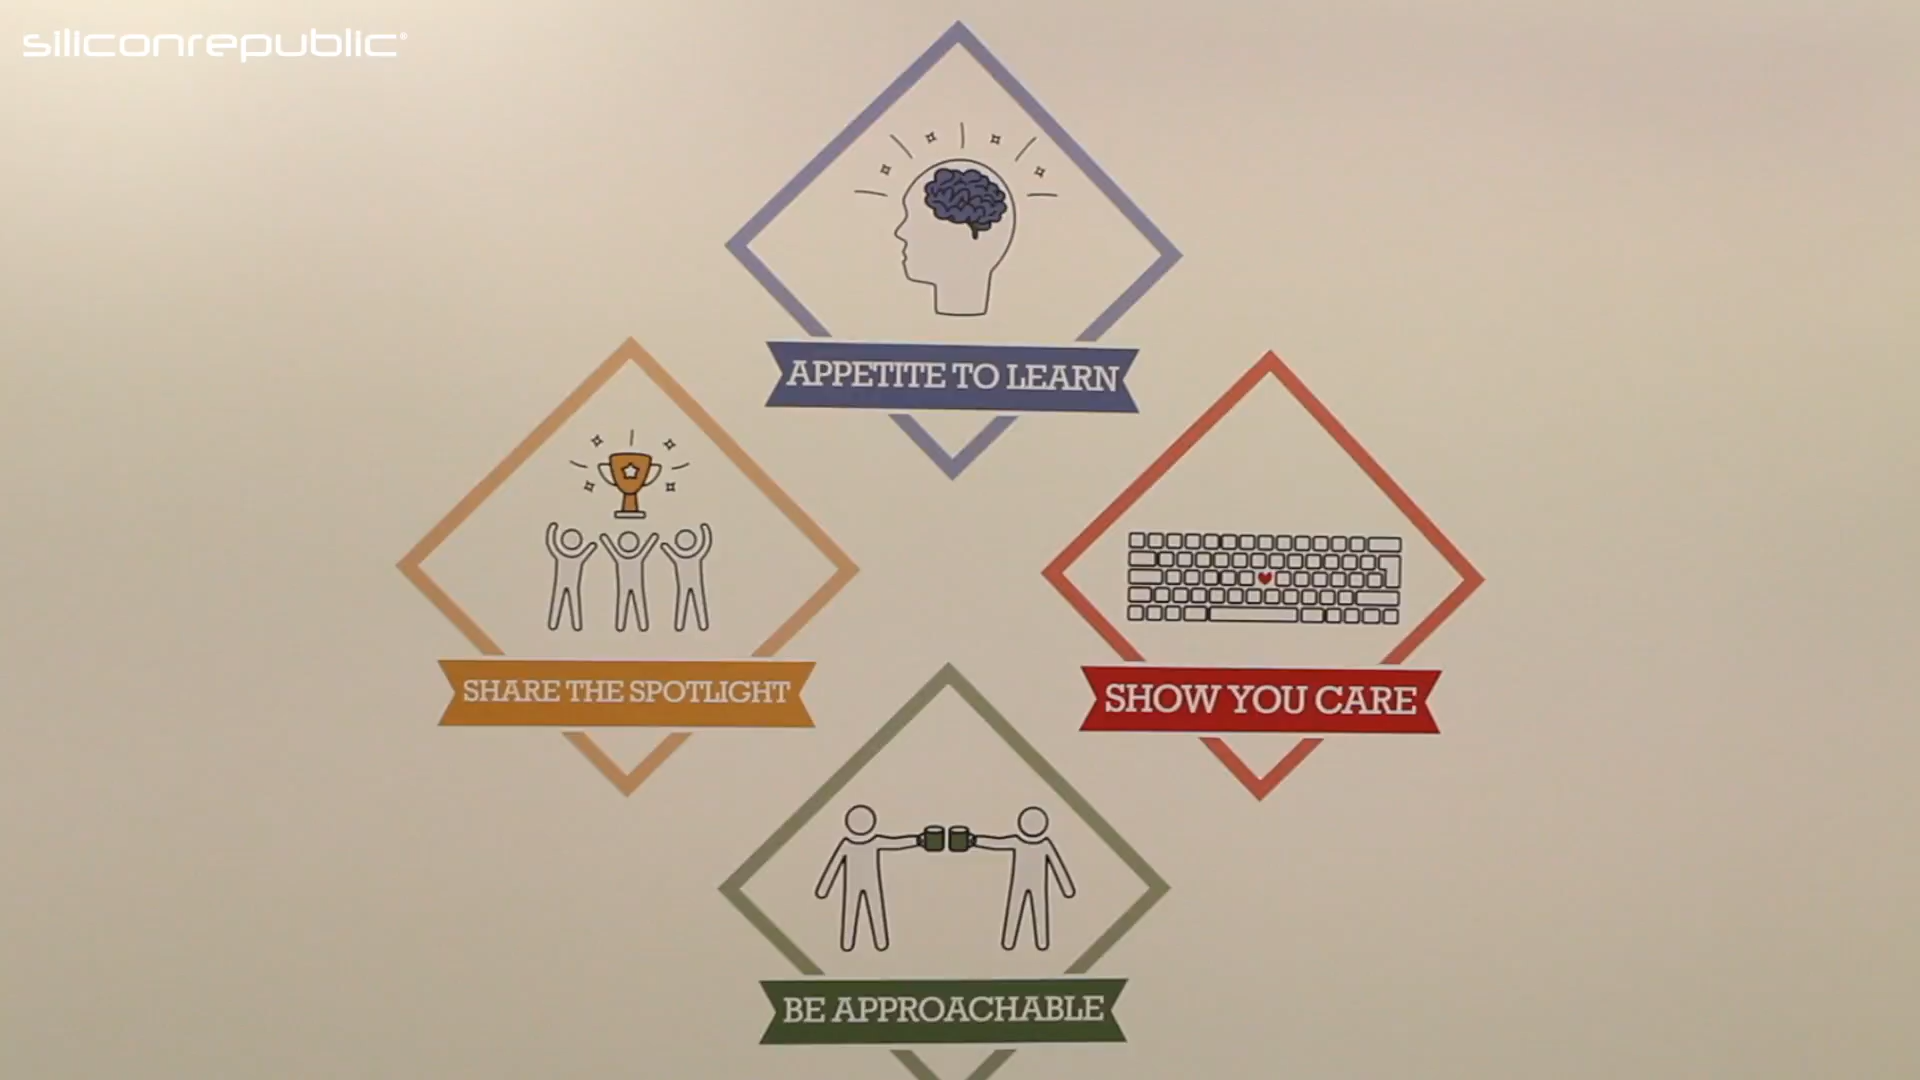 siliconrepublic®
APPETITE TO LEARN
SHARE THE SPOTLIGHT
SHOW YOU CARE
BE APPROACHABLE